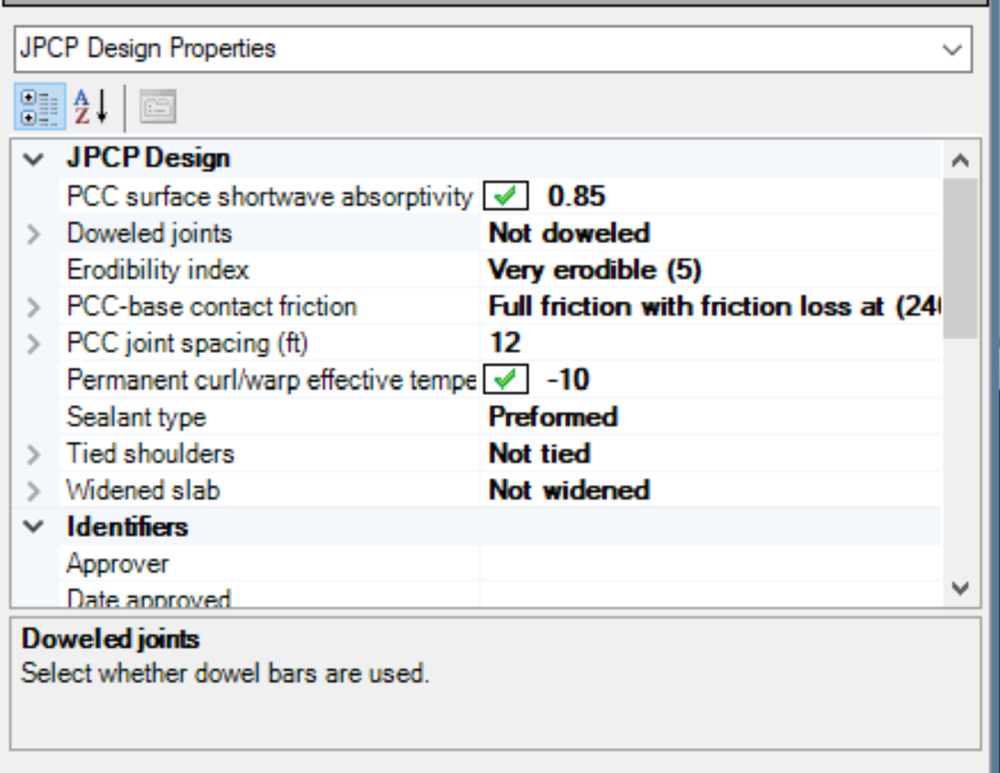 JPCP Design Properties
A
Z
JPCP Design
PCC surface shortwave absorptivity 0.85
Doweled joints Not doweled
Erodibility index Very erodible (5)
PCC-base contact friction Full friction with friction loss at (24
PCC joint spacing (ft) 12
Permanent curl/warp effective tempe -10
Sealant type Preformed
Tied shoulders Not tied
Widened slab Not widened
Identifiers
Approver
Date approved
Doweled joints
Select whether dowel bars are used.